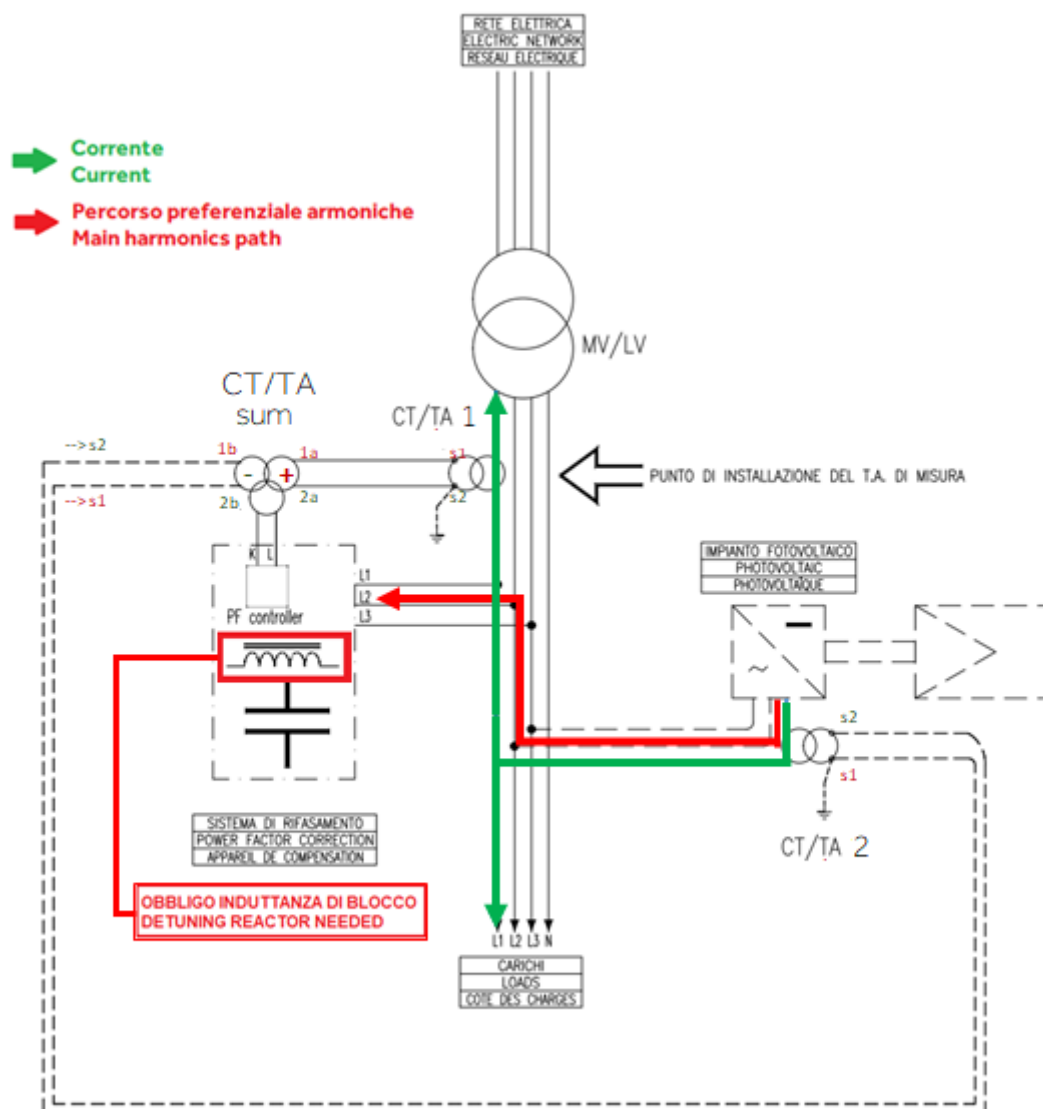 RETE ELETTRICA
ELECTRIC NETWORK
RESEAU ELECTRIQUE
Corrente
Current
Percorso preferenziale armoniche
Main harmonics path
MV/LV
CT/TA
sum
CT/TA 1
-->s2
1b
1a
s1
-
+
-->s1
2b
2a
s2
PUNTO DI INSTALLAZIONE DEL T.A. DI MISURA
K L
PF controller
L1
L2
L3
IMPIANTO FOTOVOLTAICO
PHOTOVOLTAIC
PHOTOVOLTAÏQUE
~
s2
s1
CT/TA 2
SISTEMA DI RIFASAMENTO
POWER FACTOR CORRECTION
APPAREIL DE COMPENSATION
OBBLIGO INDUTTANZA DI BLOCCO
DETUNING REACTOR NEEDED
L1 L2 L3 N
CARICHI
LOADS
COTE DES CHARGES